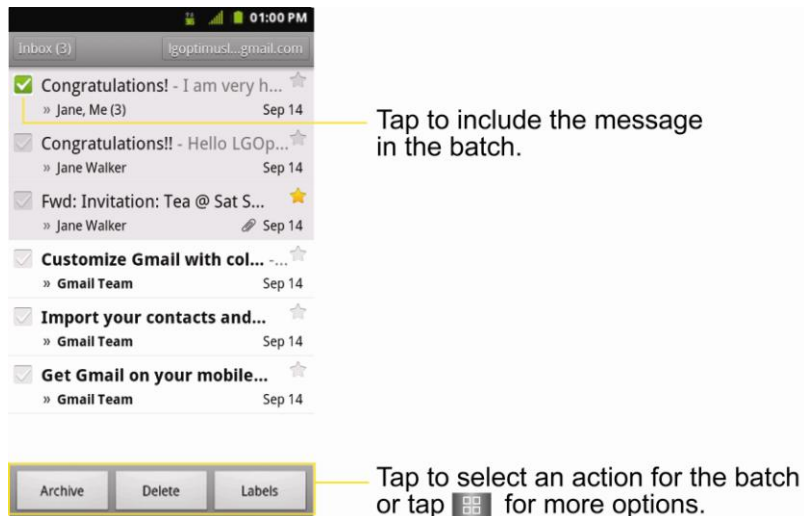 01:00 PM
Inbox (3) lgoptimusl...gmail.com
Congratulations! - I am very h...
» Jane, Me (3) Sep 14
Congratulations!! - Hello LGOp...
» Jane Walker Sep 14
Fwd: Invitation: Tea @ Sat S...
» Jane Walker Sep 14
Customize Gmail with col... -...
» Gmail Team Sep 14
Import your contacts and...
» Gmail Team Sep 14
Get Gmail on your mobile...
» Gmail Team Sep 14
Archive Delete Labels
Tap to include the message
in the batch.
Tap to select an action for the batch
or tap for more options.